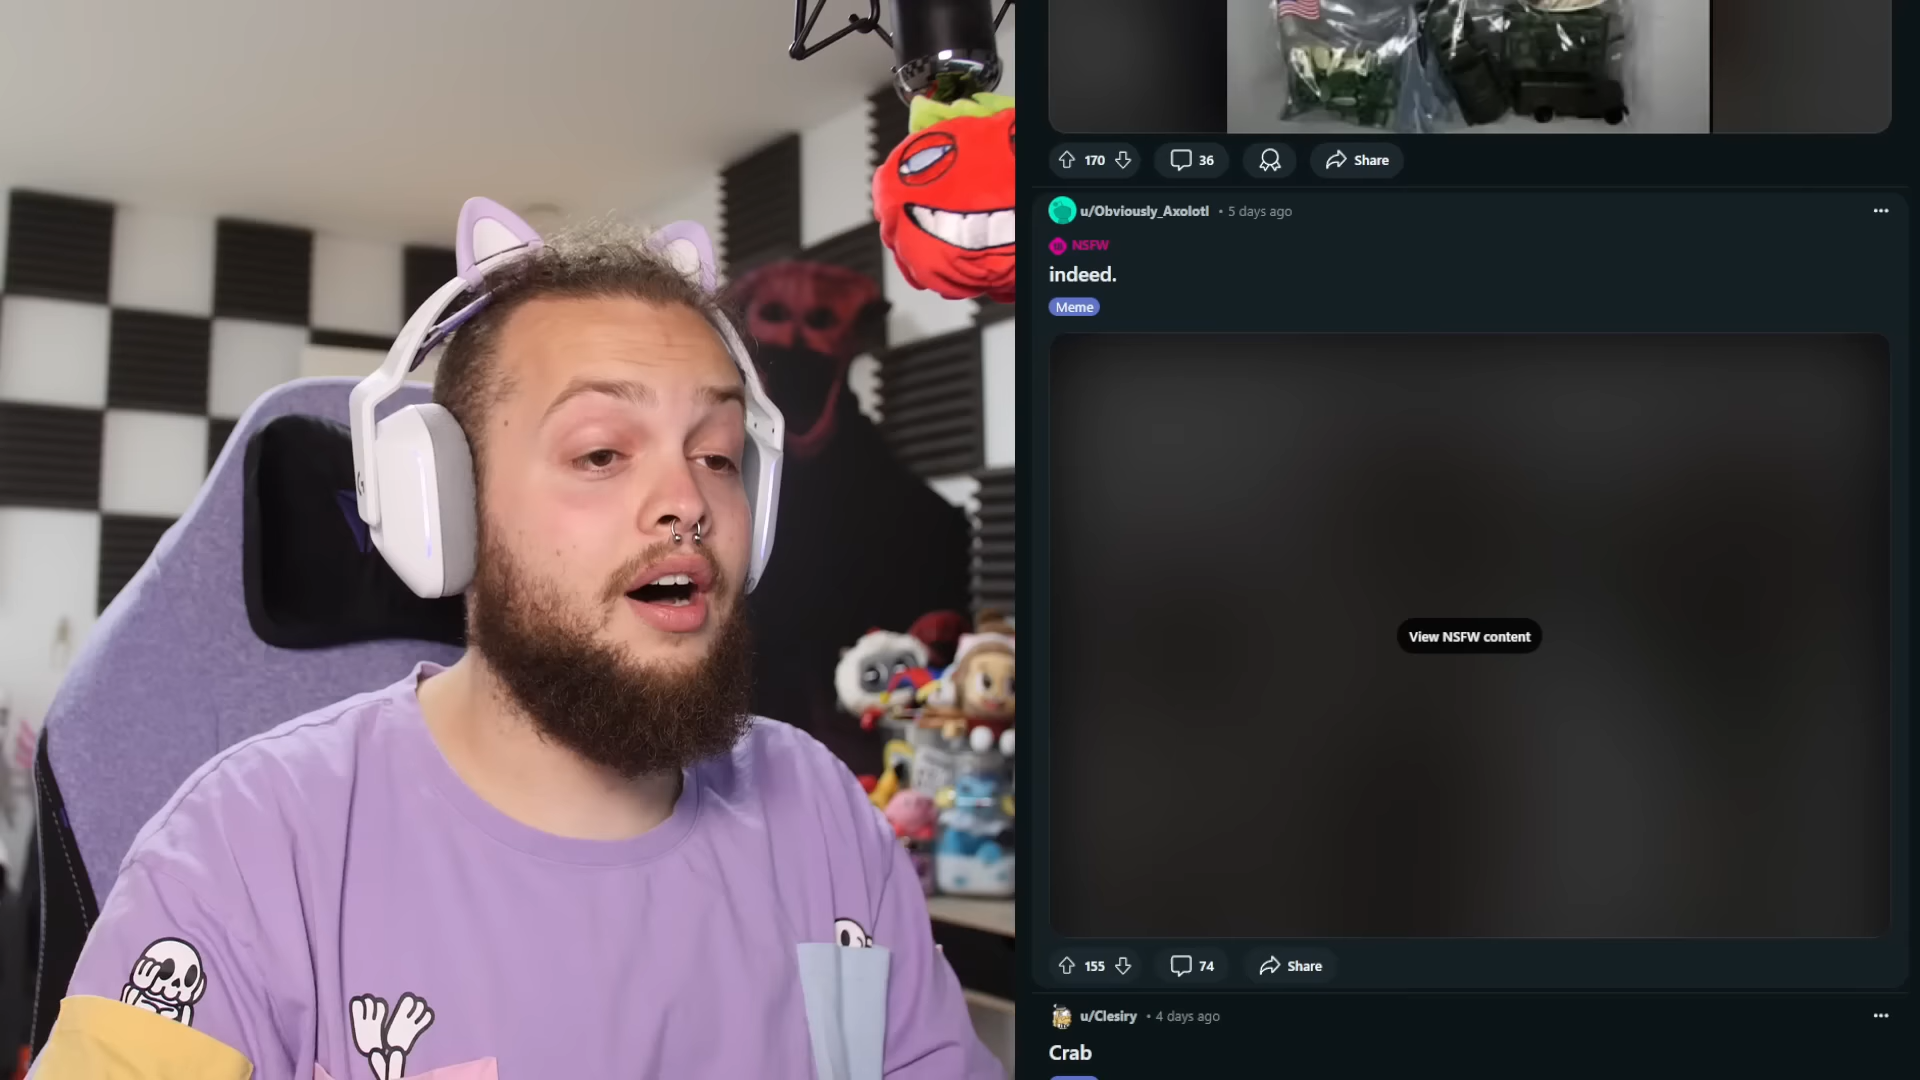 170
36
Share
u/Obviously_Axolotl • 5 days ago
NSFW
indeed.
Meme
View NSFW content
155
74
Share
u/Clesiry • 4 days ago
Crab